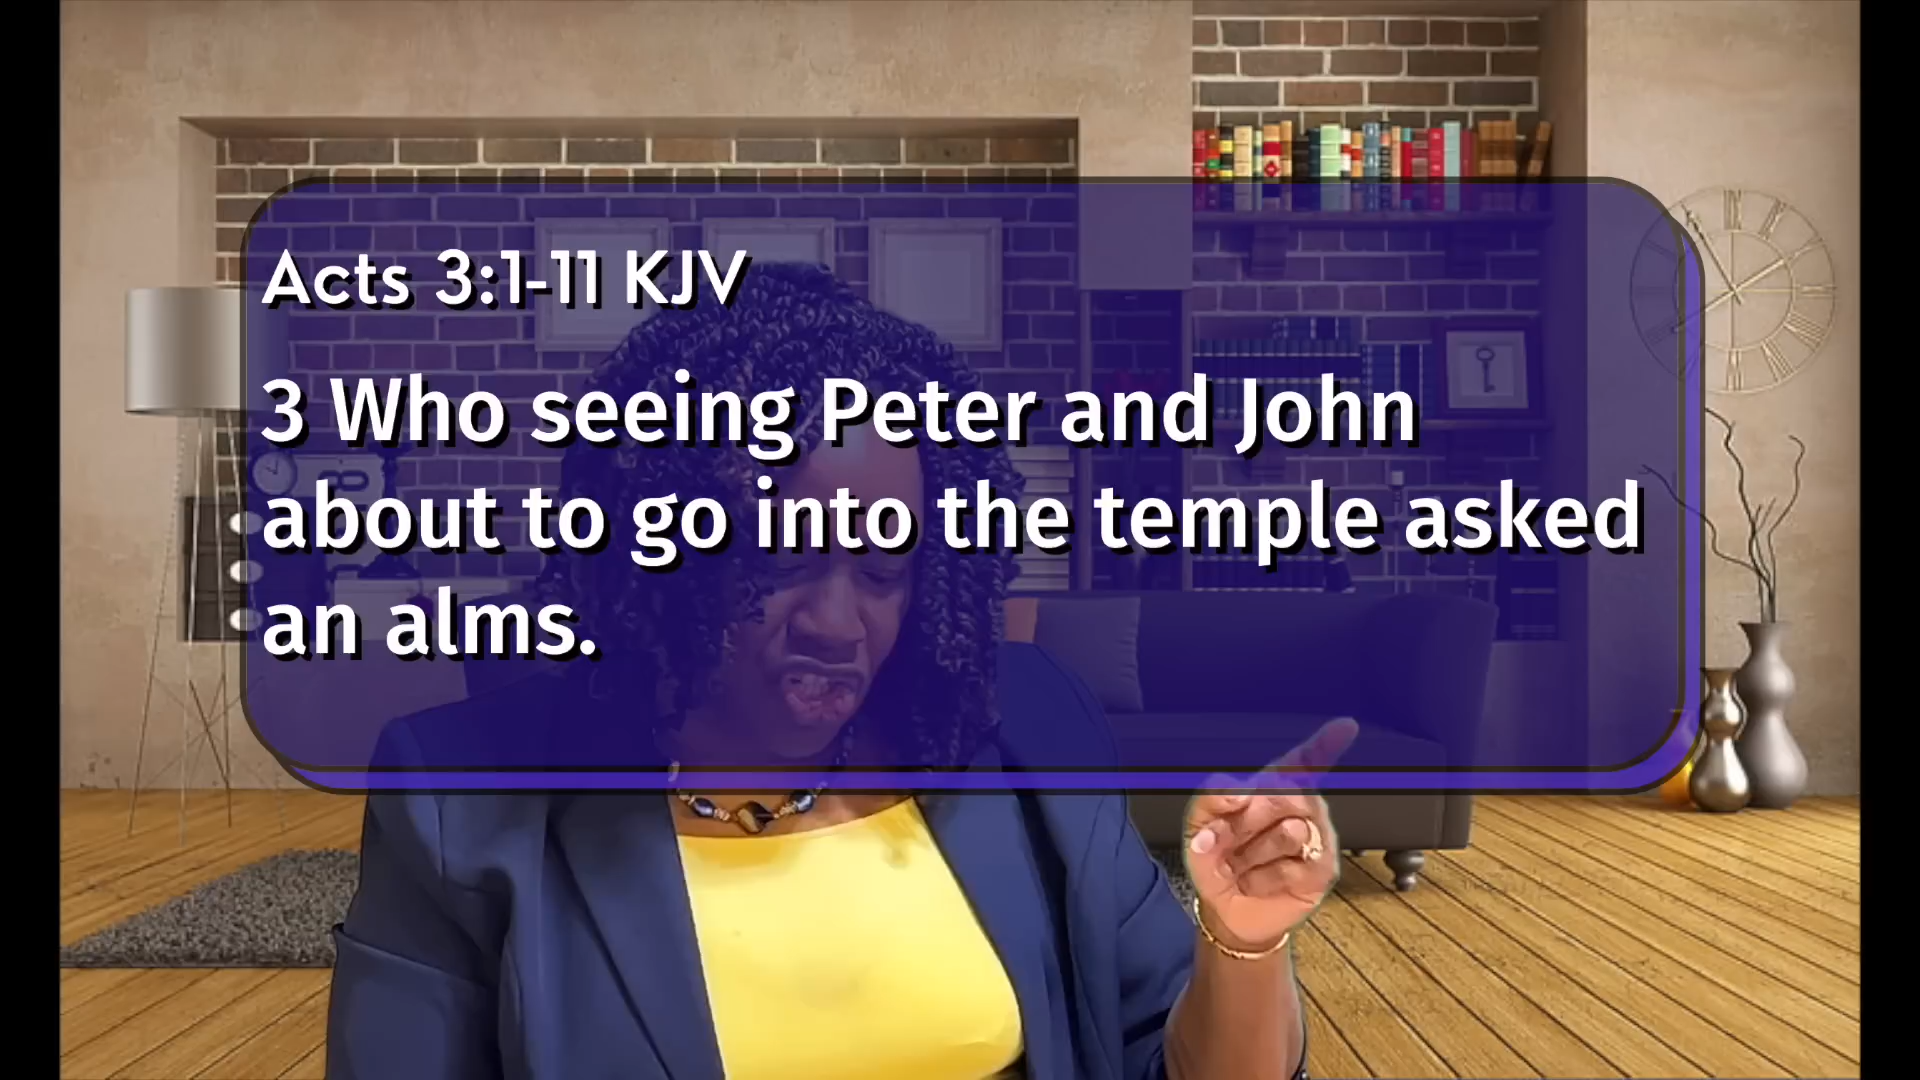 Acts 3:1-11 KJV
3 Who seeing Peter and John
about to go into the temple asked
an alms.